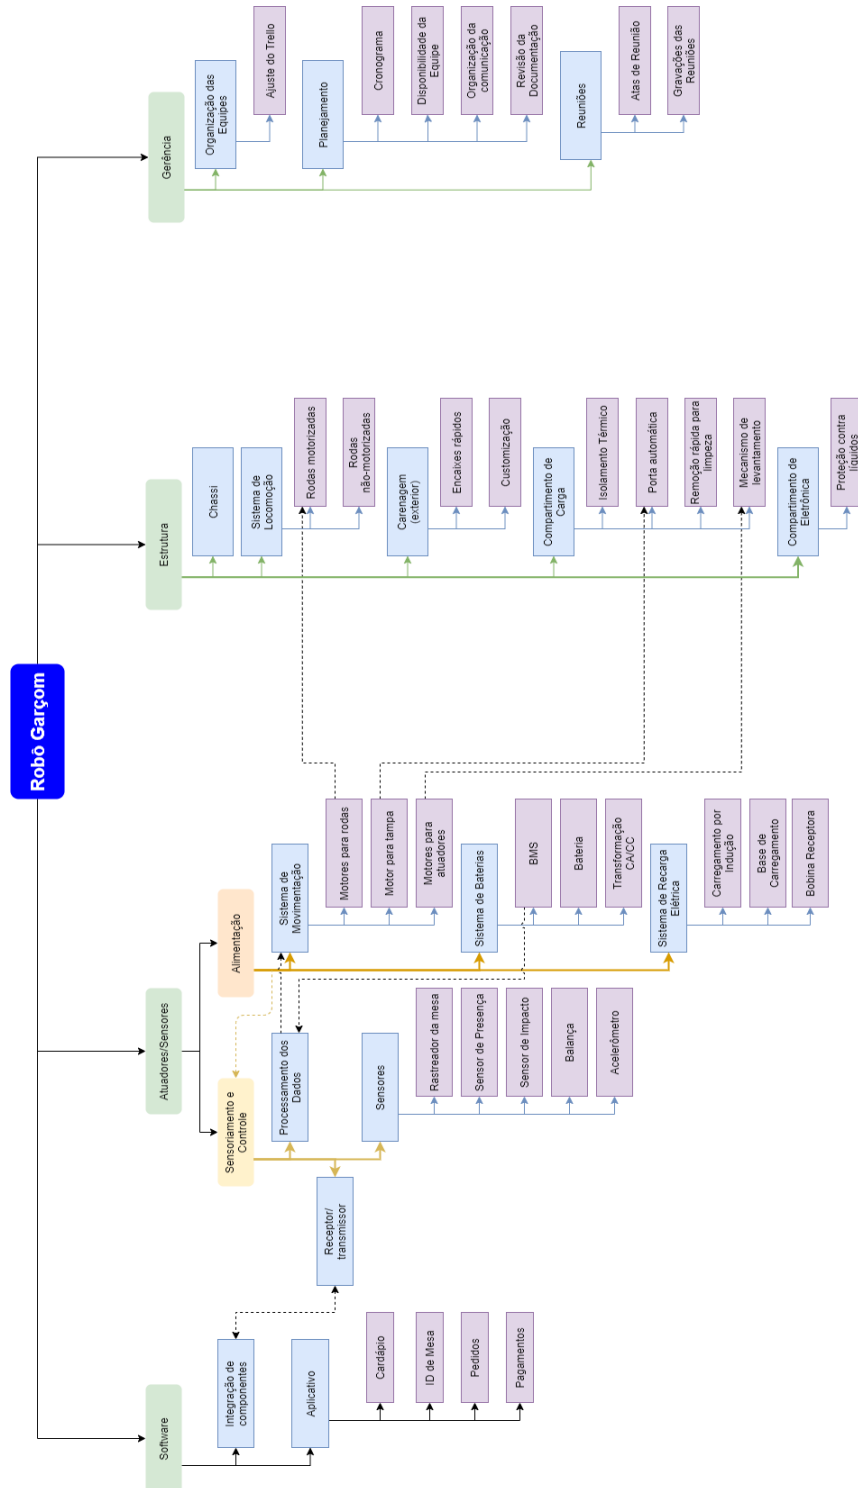 Robô Garçom
Software
Integração de
componentes
Aplicativo
Cardápio
ID de Mesa
Pedidos
Pagamentos
Atuadores/Sensores
Sensoriamento e
Controle
Receptor/
transmissor
Processamento dos
Dados
Sensores
Rastreador da mesa
Sensor de Presença
Sensor de Impacto
Balança
Acelerômetro
Alimentação
Sistema de
Movimentação
Motores para rodas
Motor para tampa
Motores para
atuadores
Sistema de Baterias
BMS
Bateria
Transformação
CA/CC
Sistema de Recarga
Elétrica
Carregamento por
Indução
Base de
Carregamento
Bobina Receptora
Estrutura
Chassi
Sistema de
Locomoção
Rodas motorizadas
Rodas
não-motorizadas
Carenagem
(exterior)
Encaixes rápidos
Customização
Compartimento de
Carga
Isolamento Térmico
Porta automática
Remoção rápida para
limpeza
Mecanismo de
levantamento
Compartimento de
Eletrônica
Proteção contra
líquidos
Gerência
Organização das
Equipes
Ajuste do Trello
Planejamento
Cronograma
Disponibilidade da
Equipe
Organização da
comunicação
Revisão da
Documentação
Reuniões
Atas de Reunião
Gravações das
Reuniões